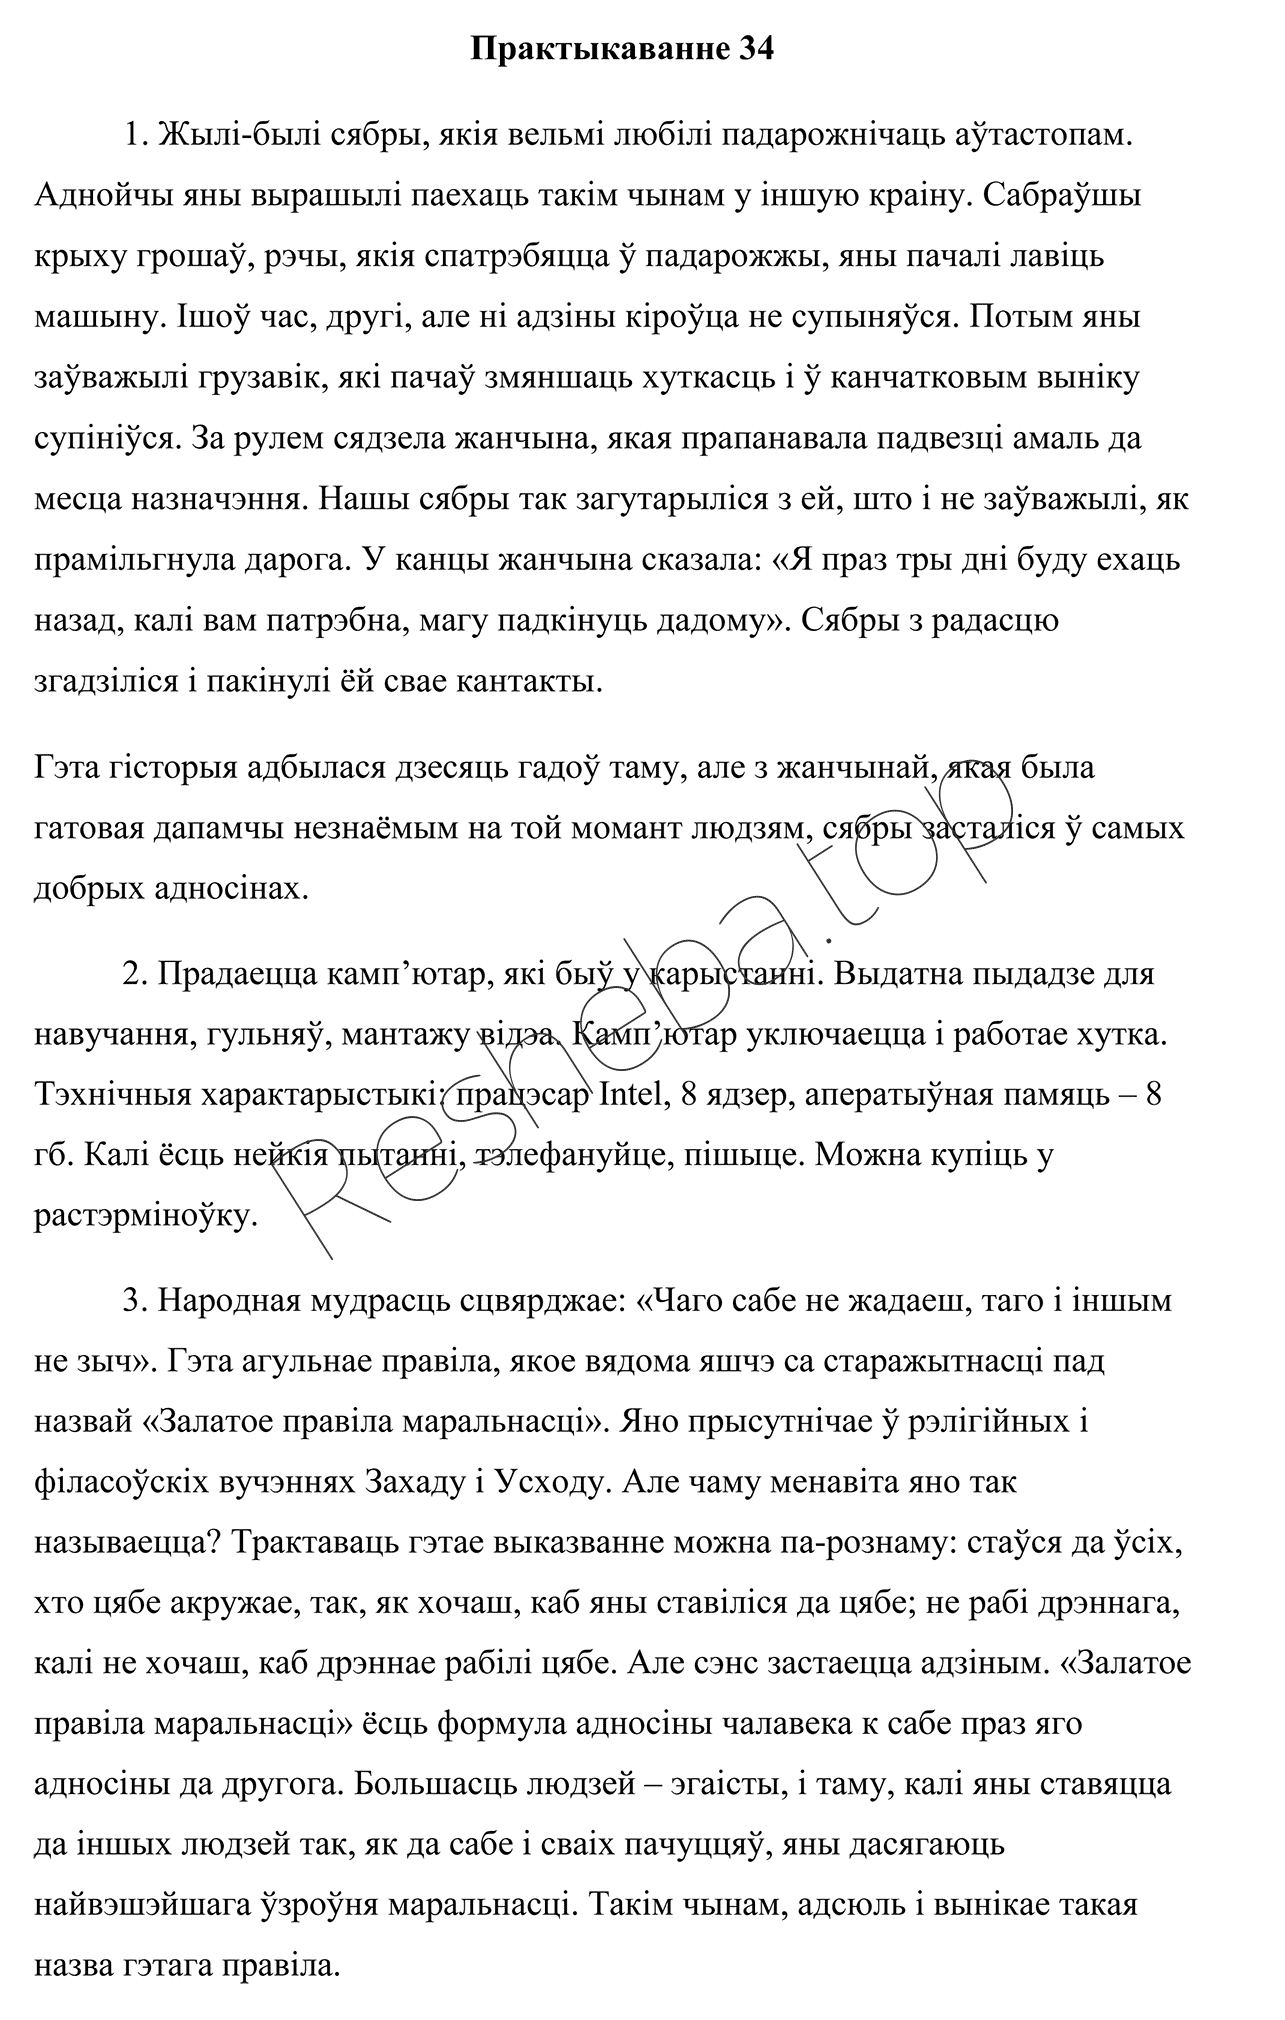 Практыкаванне 34
1. Жылі-былі сябры, якія вельмі любілі падарожнічаць аўтастопам.
Аднойчы яны вырашылі паехаць такім чынам у іншую краіну. Сабраўшы
крыху грошаў, рэчы, якія спатрэбяцца ў падарожжы, яны пачалі лавіць
машыну. Ішоў час, другі, але ні адзіны кіроўца не супыняўся. Потым яны
заўважылі грузавік, які пачаў змяншаць хуткасць і ў канчатковым выніку
супініўся. За рулем сядзела жанчына, якая прапанавала падвезці амаль да
месца назначэння. Нашы сябры так загутарыліся з ей, што і не заўважылі, як
прамільгнула дарога. У канцы жанчына сказала: «Я праз тры дні буду ехаць
назад, калі вам патрэбна, магу падкінуць дадому». Сябры з радасцю
згадзіліся і пакінулі ёй свае кантакты.
Гэта гісторыя адбылася дзесяць гадоў таму, але з жанчынай, якая была
гатовая дапамчы незнаёмым на той момант людзям, сябры засталіся ў самых
добрых адносінах.
2. Прадаецца камп’ютар, які быў у карыстанні. Выдатна пыдадзе для
навучання, гульняў, мантажу відэа. Камп’ютар уключаецца і работае хутка.
Тэхнічныя характарыстыкі: працэсар Intel, 8 ядзер, аператыўная памяць – 8
гб. Калі ёсць нейкія пытанні, тэлефануйце, пішыце. Можна купіць у
растэрміноўку.
3. Народная мудрасць сцвярджае: «Чаго сабе не жадаеш, таго і іншым
не зыч». Гэта агульнае правіла, якое вядома яшчэ са старажытнасці пад
назвай «Залатое правіла маральнасці». Яно прысутнічае ў рэлігійных і
філасоўскіх вучэннях Захаду і Усходу. Але чаму менавіта яно так
называецца? Трактаваць гэтае выказванне можна па-рознаму: стаўся да ўсіх,
хто цябе акружае, так, як хочаш, каб яны ставіліся да цябе; не рабі дрэннага,
калі не хочаш, каб дрэннае рабілі цябе. Але сэнс застаецца адзіным. «Залатое
правіла маральнасці» ёсць формула адносіны чалавека к сабе праз яго
адносіны да другога. Большасць людзей – эгаісты, і таму, калі яны ставяцца
да іншых людзей так, як да сабе і сваіх пачуццяў, яны дасягаюць
найвэшэйшага ўзроўня маральнасці. Такім чынам, адсюль і вынікае такая
назва гэтага правіла.
Resheba.top